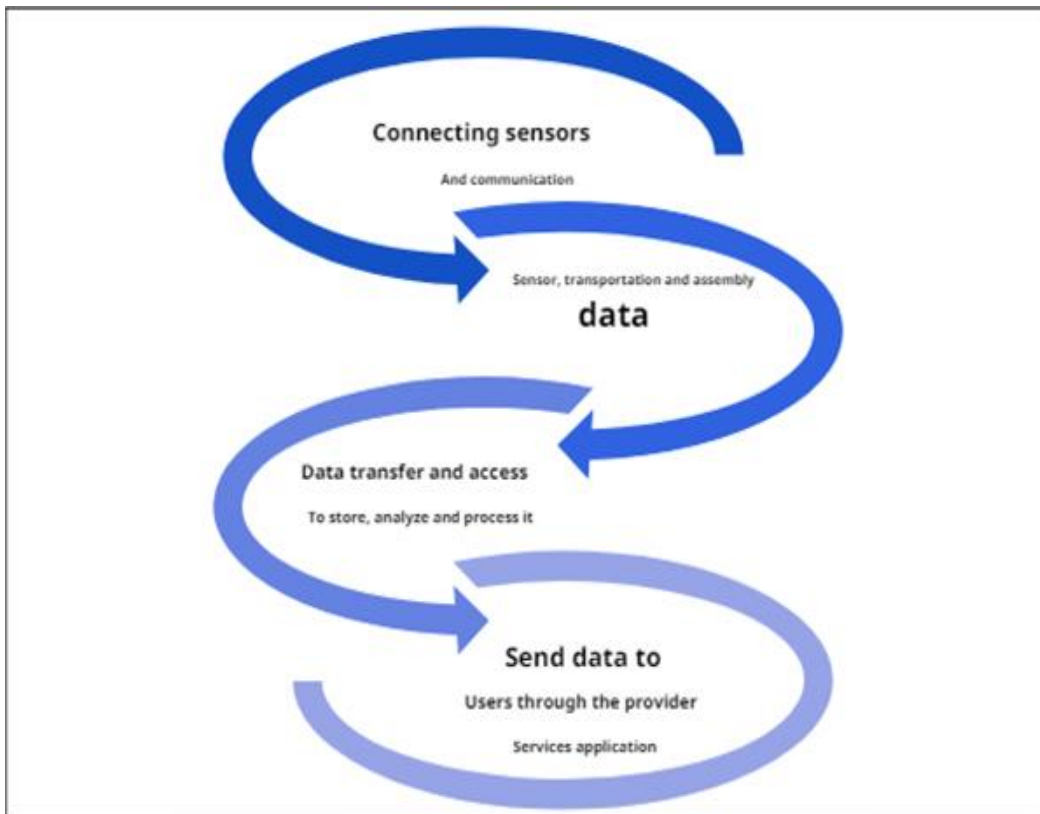 Connecting sensors
And communication
Sensor, transportation and assembly
data
Data transfer and access
To store, analyze and process it
Send data to
Users through the provider
Services application